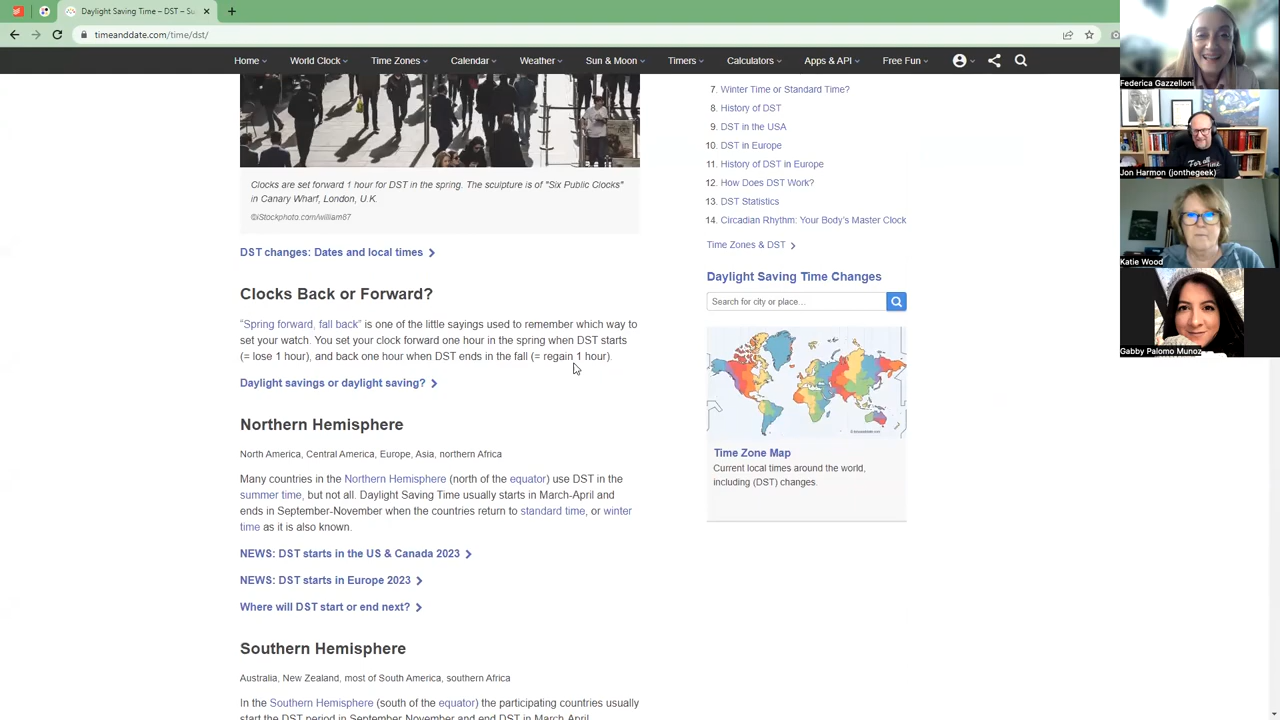 Daylight Saving Time – DST – Su
timeanddate.com/time/dst/
Home World Clock Time Zones Calendar Weather Sun & Moon Timers Calculators Apps & API Free Fun
Clocks are set forward 1 hour for DST in the spring. The sculpture is of "Six Public Clocks"
in Canary Wharf, London, U.K.
©iStockphoto.com/william87
DST changes: Dates and local times
Clocks Back or Forward?
“Spring forward, fall back” is one of the little sayings used to remember which way to
set your watch. You set your clock forward one hour in the spring when DST starts
(= lose 1 hour), and back one hour when DST ends in the fall (= regain 1 hour).
Daylight savings or daylight saving?
Northern Hemisphere
North America, Central America, Europe, Asia, northern Africa
Many countries in the Northern Hemisphere (north of the equator) use DST in the
summer time, but not all. Daylight Saving Time usually starts in March-April and
ends in September-November when the countries return to standard time, or winter
time as it is also known.
NEWS: DST starts in the US & Canada 2023
NEWS: DST starts in Europe 2023
Where will DST start or end next?
Southern Hemisphere
Australia, New Zealand, most of South America, southern Africa
In the Southern Hemisphere (south of the equator) the participating countries usually
start the DST period in September-November and end DST in March-April.
7. Winter Time or Standard Time?
8. History of DST
9. DST in the USA
10. DST in Europe
11. History of DST in Europe
12. How Does DST Work?
13. DST Statistics
14. Circadian Rhythm: Your Body's Master Clock
Time Zones & DST
Daylight Saving Time Changes
Search for city or place...
Time Zone Map
Current local times around the world,
including (DST) changes.
Federica Gazzelloni
Jon Harmon (jonthegeek)
Katie Wood
Gabby Palomo Munoz